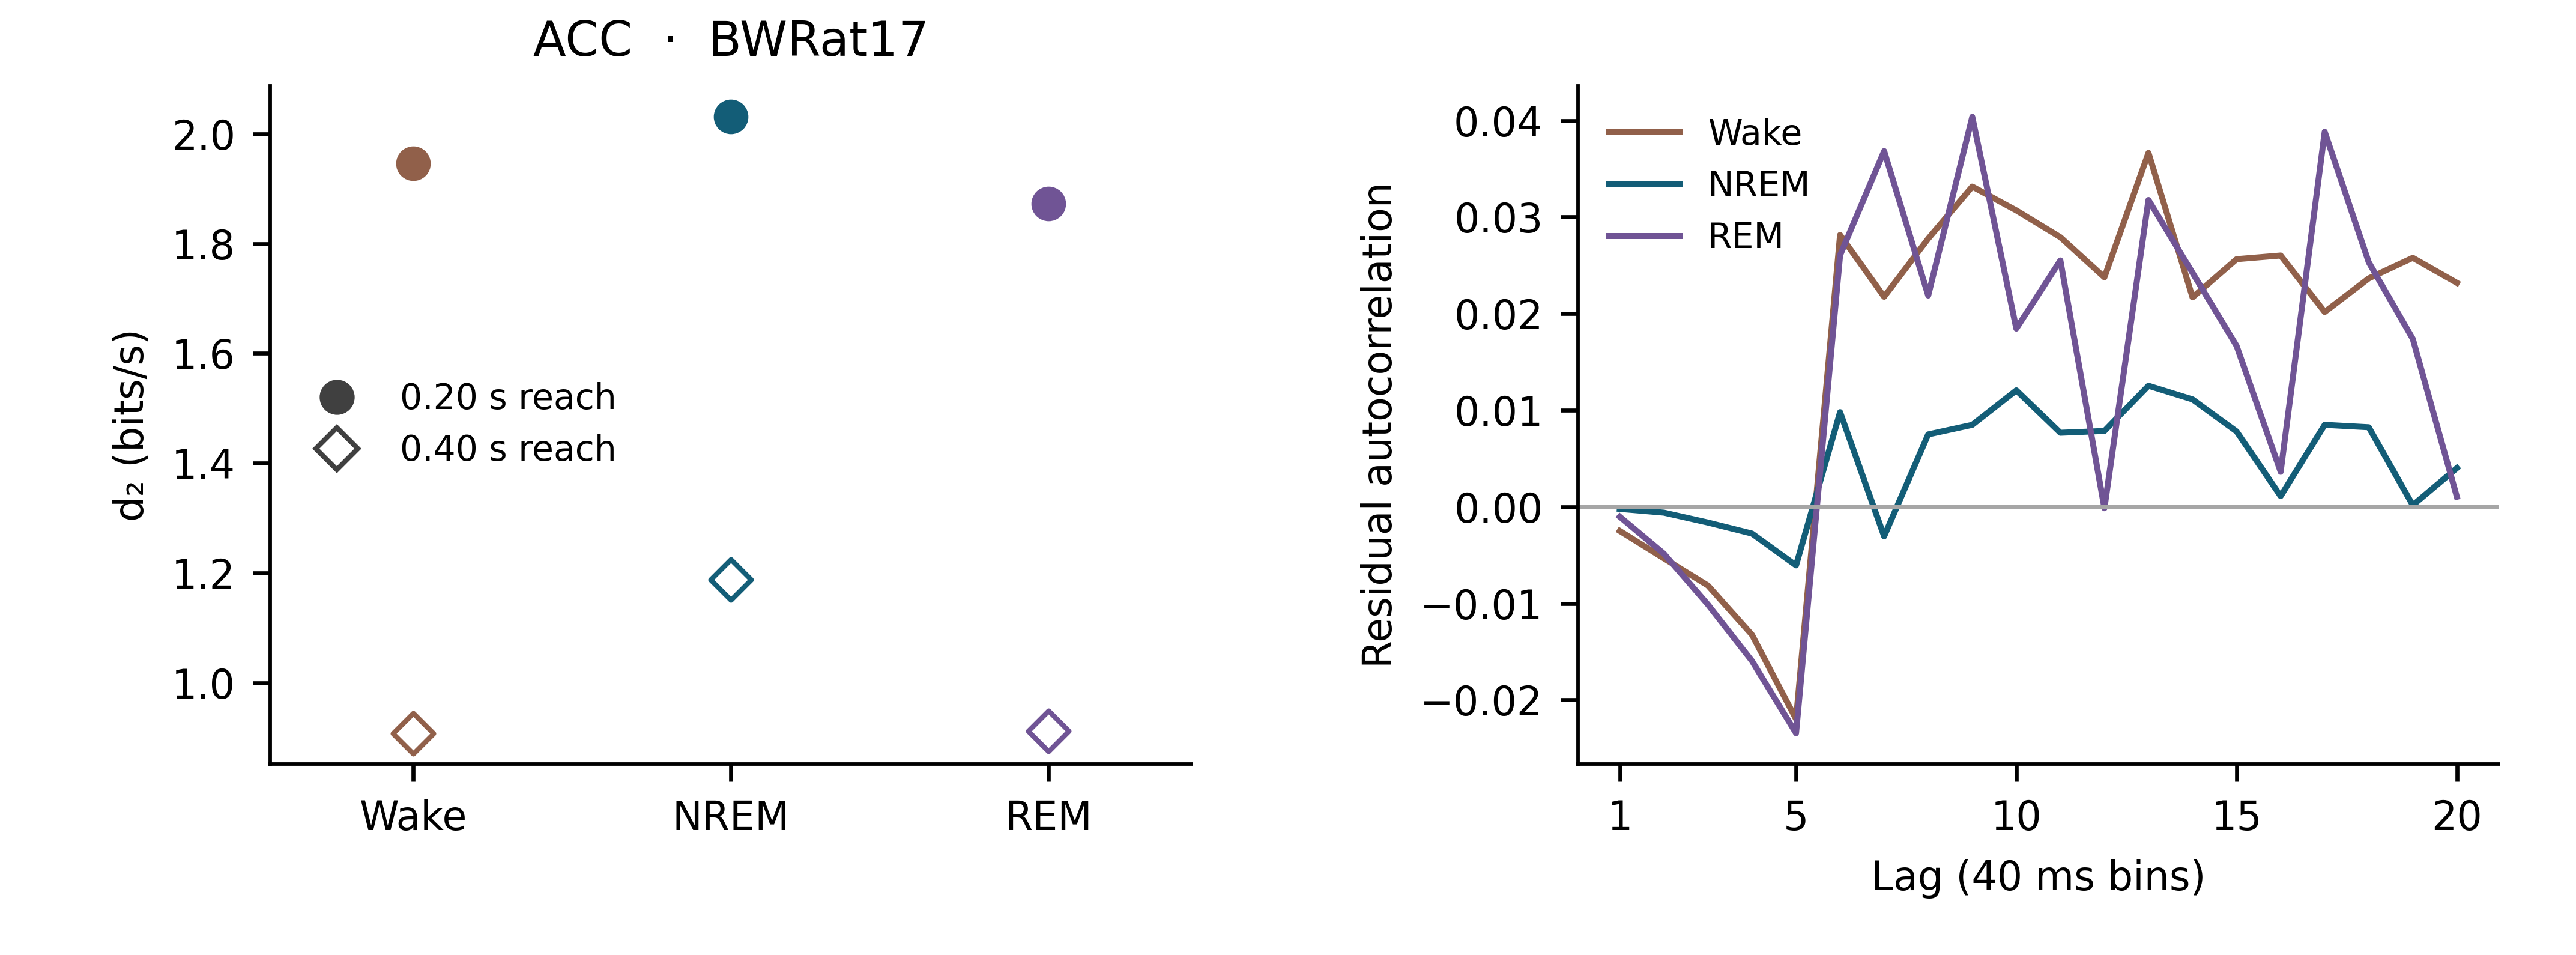 ACC · BWRat17
d₂ (bits/s)
2.0
1.8
1.6
1.4
1.2
1.0
0.20 s reach
0.40 s reach
Wake
NREM
REM
Residual autocorrelation
0.04
0.03
0.02
0.01
0.00
−0.01
−0.02
Wake
NREM
REM
1
5
10
15
20
Lag (40 ms bins)